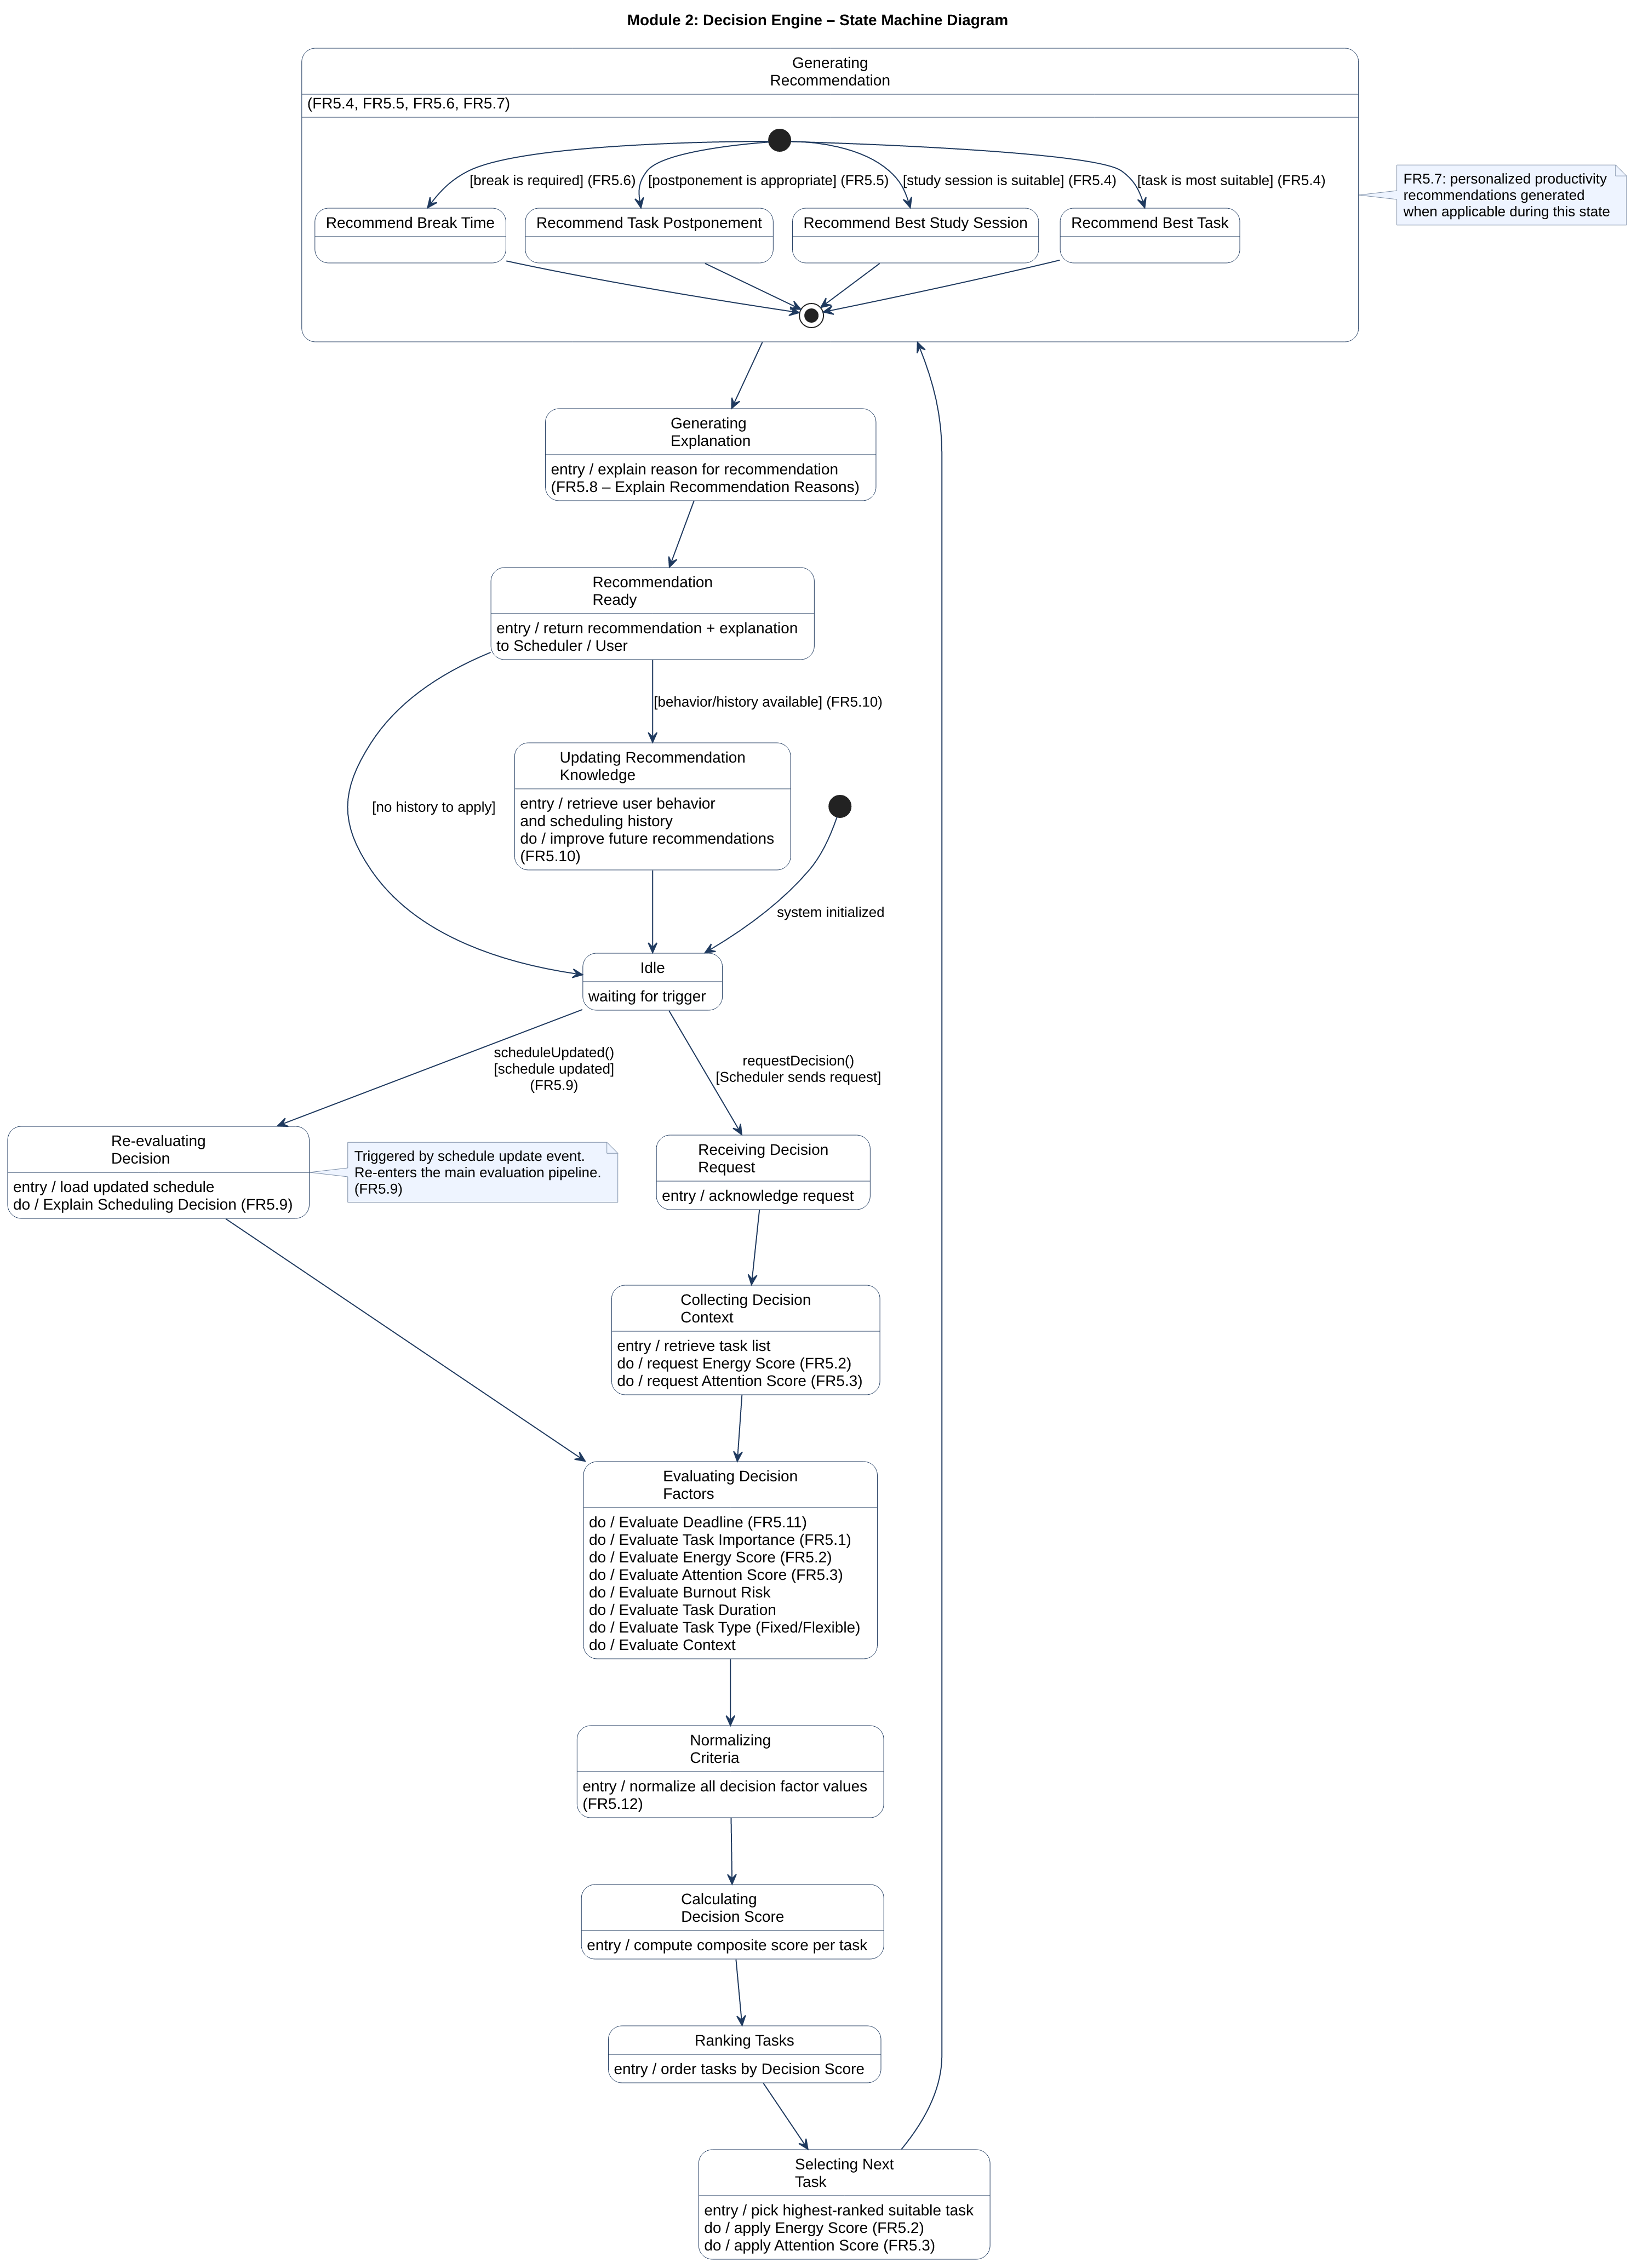 Module 2: Decision Engine – State Machine Diagram
Generating
Recommendation
(FR5.4, FR5.5, FR5.6, FR5.7)
[break is required] (FR5.6)
[postponement is appropriate] (FR5.5)
[study session is suitable] (FR5.4)
[task is most suitable] (FR5.4)
Recommend Break Time
Recommend Task Postponement
Recommend Best Study Session
Recommend Best Task
FR5.7: personalized productivity
recommendations generated
when applicable during this state
Generating
Explanation
entry / explain reason for recommendation
(FR5.8 – Explain Recommendation Reasons)
Recommendation
Ready
entry / return recommendation + explanation
to Scheduler / User
[behavior/history available] (FR5.10)
[no history to apply]
Updating Recommendation
Knowledge
entry / retrieve user behavior
and scheduling history
do / improve future recommendations
(FR5.10)
system initialized
Idle
waiting for trigger
scheduleUpdated()
[schedule updated]
(FR5.9)
requestDecision()
[Scheduler sends request]
Re-evaluating
Decision
entry / load updated schedule
do / Explain Scheduling Decision (FR5.9)
Triggered by schedule update event.
Re-enters the main evaluation pipeline.
(FR5.9)
Receiving Decision
Request
entry / acknowledge request
Collecting Decision
Context
entry / retrieve task list
do / request Energy Score (FR5.2)
do / request Attention Score (FR5.3)
Evaluating Decision
Factors
do / Evaluate Deadline (FR5.11)
do / Evaluate Task Importance (FR5.1)
do / Evaluate Energy Score (FR5.2)
do / Evaluate Attention Score (FR5.3)
do / Evaluate Burnout Risk
do / Evaluate Task Duration
do / Evaluate Task Type (Fixed/Flexible)
do / Evaluate Context
Normalizing
Criteria
entry / normalize all decision factor values
(FR5.12)
Calculating
Decision Score
entry / compute composite score per task
Ranking Tasks
entry / order tasks by Decision Score
Selecting Next
Task
entry / pick highest-ranked suitable task
do / apply Energy Score (FR5.2)
do / apply Attention Score (FR5.3)